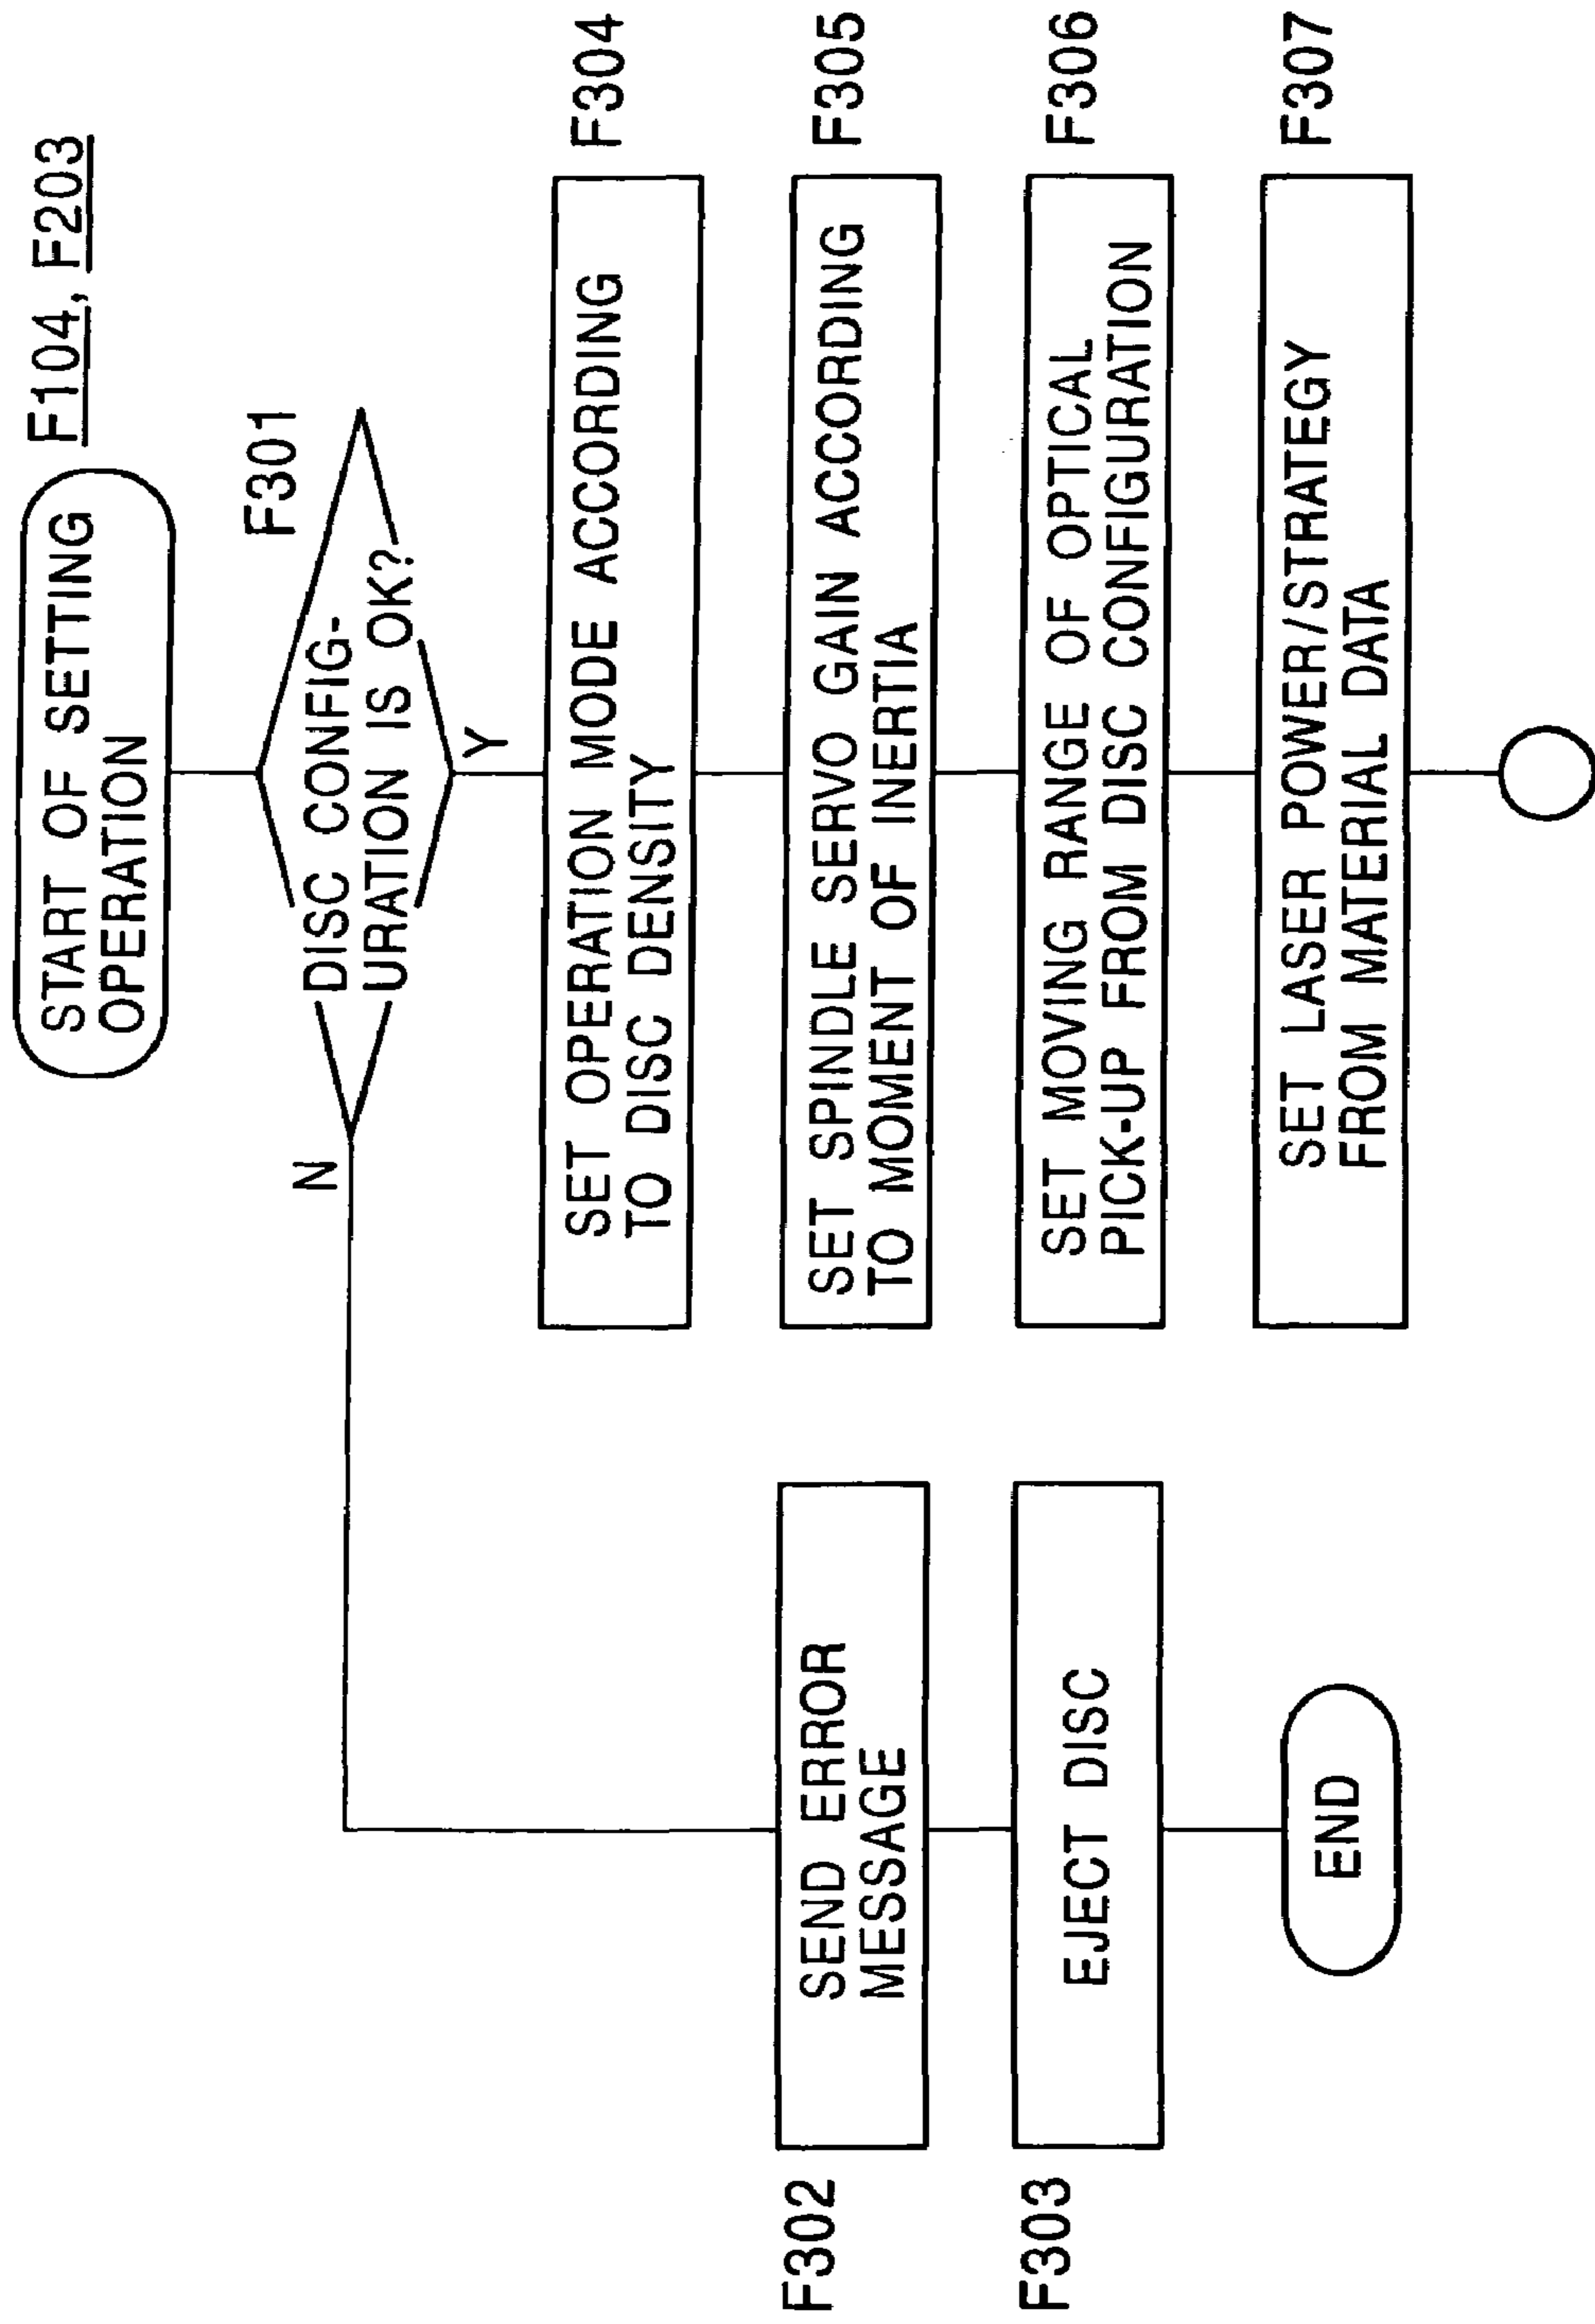 START OF SETTING
OPERATION
F104, F203
F301
DISC CONFIG-
URATION IS OK?
N
Y
SET OPERATION MODE ACCORDING
TO DISC DENSITY
F304
SET SPINDLE SERVO GAIN ACCORDING
TO MOMENT OF INERTIA
F305
SET MOVING RANGE OF OPTICAL
PICK-UP FROM DISC CONFIGURATION
F306
SET LASER POWER/STRATEGY
FROM MATERIAL DATA
F307
F302
SEND ERROR
MESSAGE
F303
EJECT DISC
END